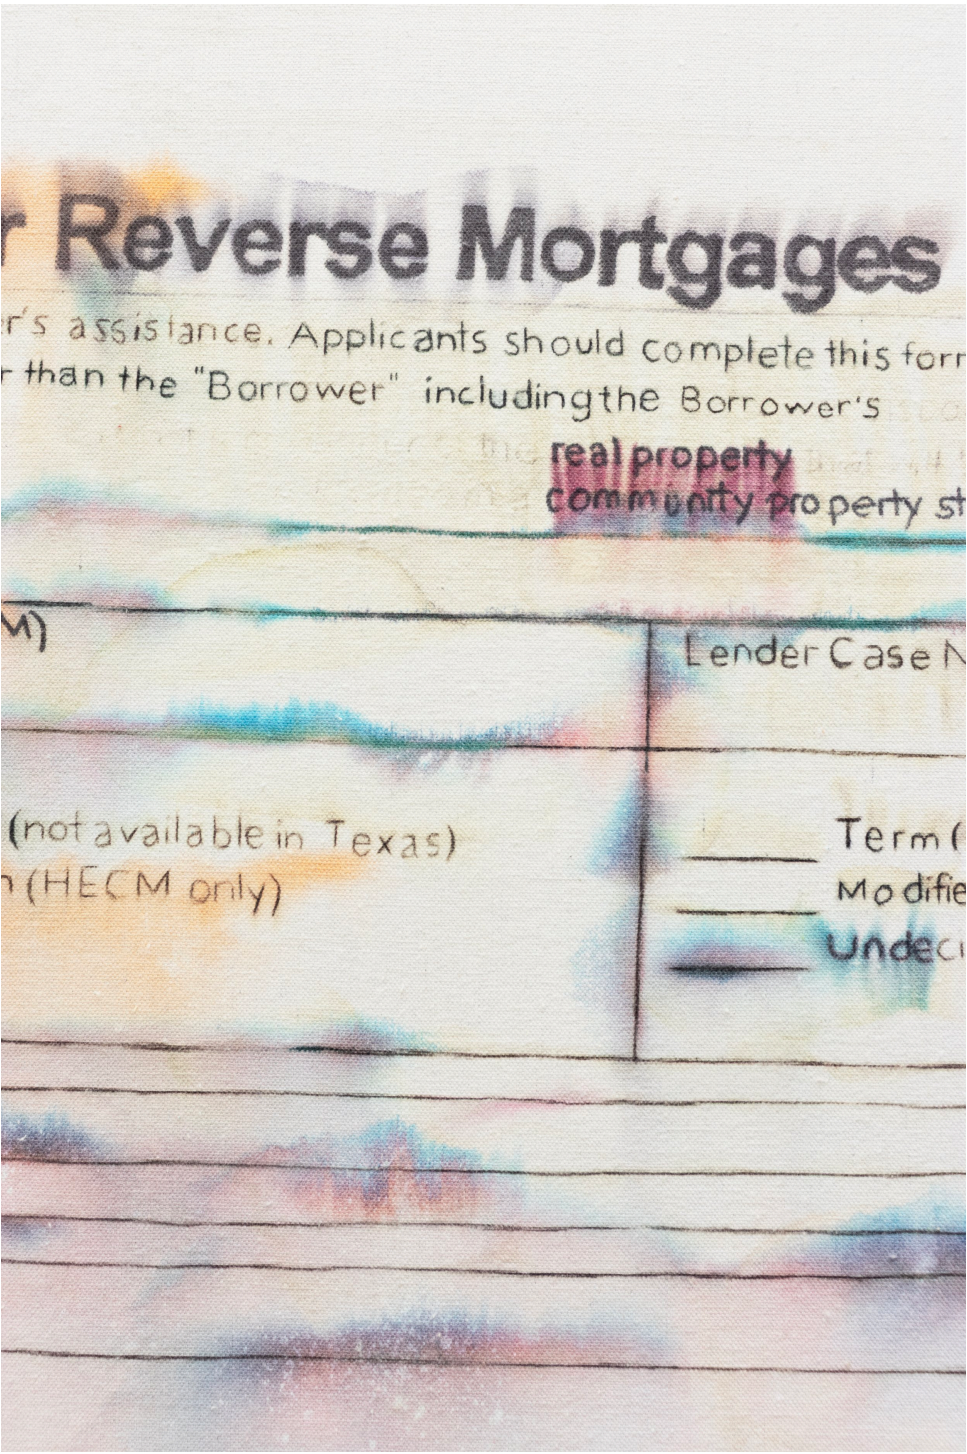 r Reverse Mortgages
r's assistance. Applicants should complete this form
r than the "Borrower" including the Borrower's
real property
community property st
M)
Lender Case N
(not available in Texas)
Term (
n (HECM only)
Modifie
Undeci